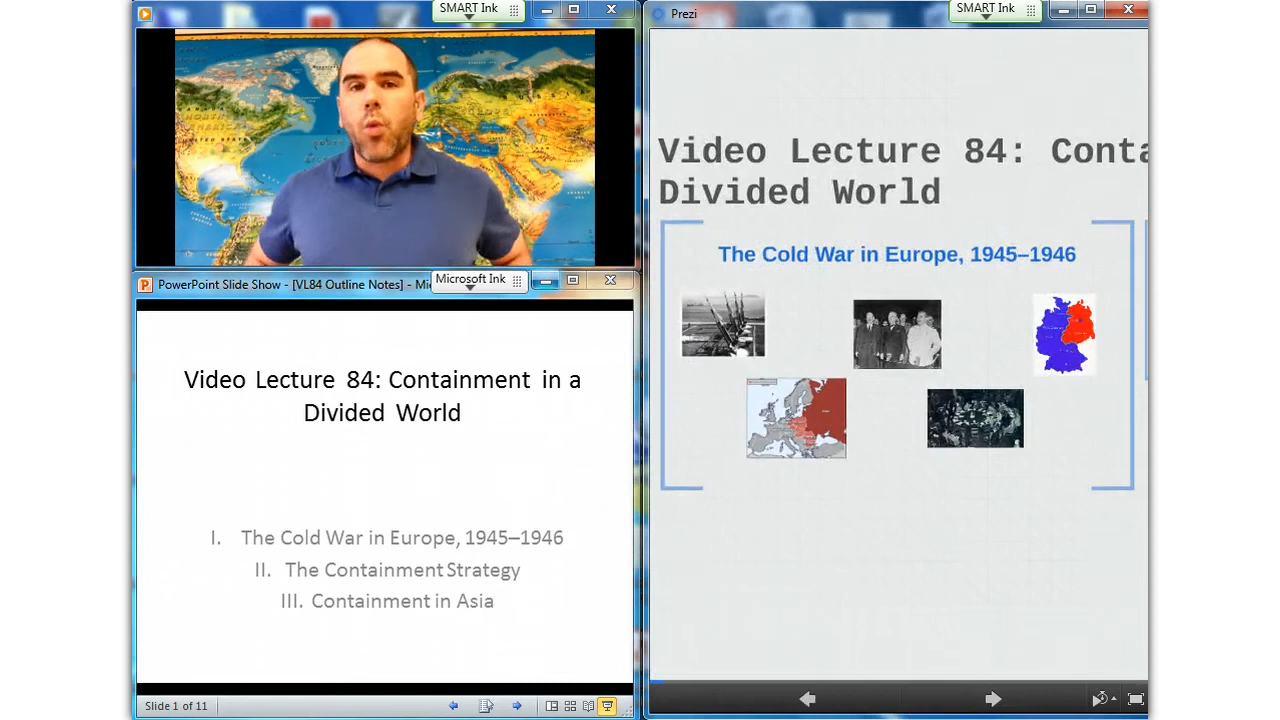 SMART Ink
PowerPoint Slide Show - [VL84 Outline Notes] - Mi
Microsoft Ink
Video Lecture 84: Containment in a
Divided World
I. The Cold War in Europe, 1945–1946
II. The Containment Strategy
III. Containment in Asia
Slide 1 of 11
Prezi
SMART Ink
Video Lecture 84: Conta
Divided World
The Cold War in Europe, 1945–1946